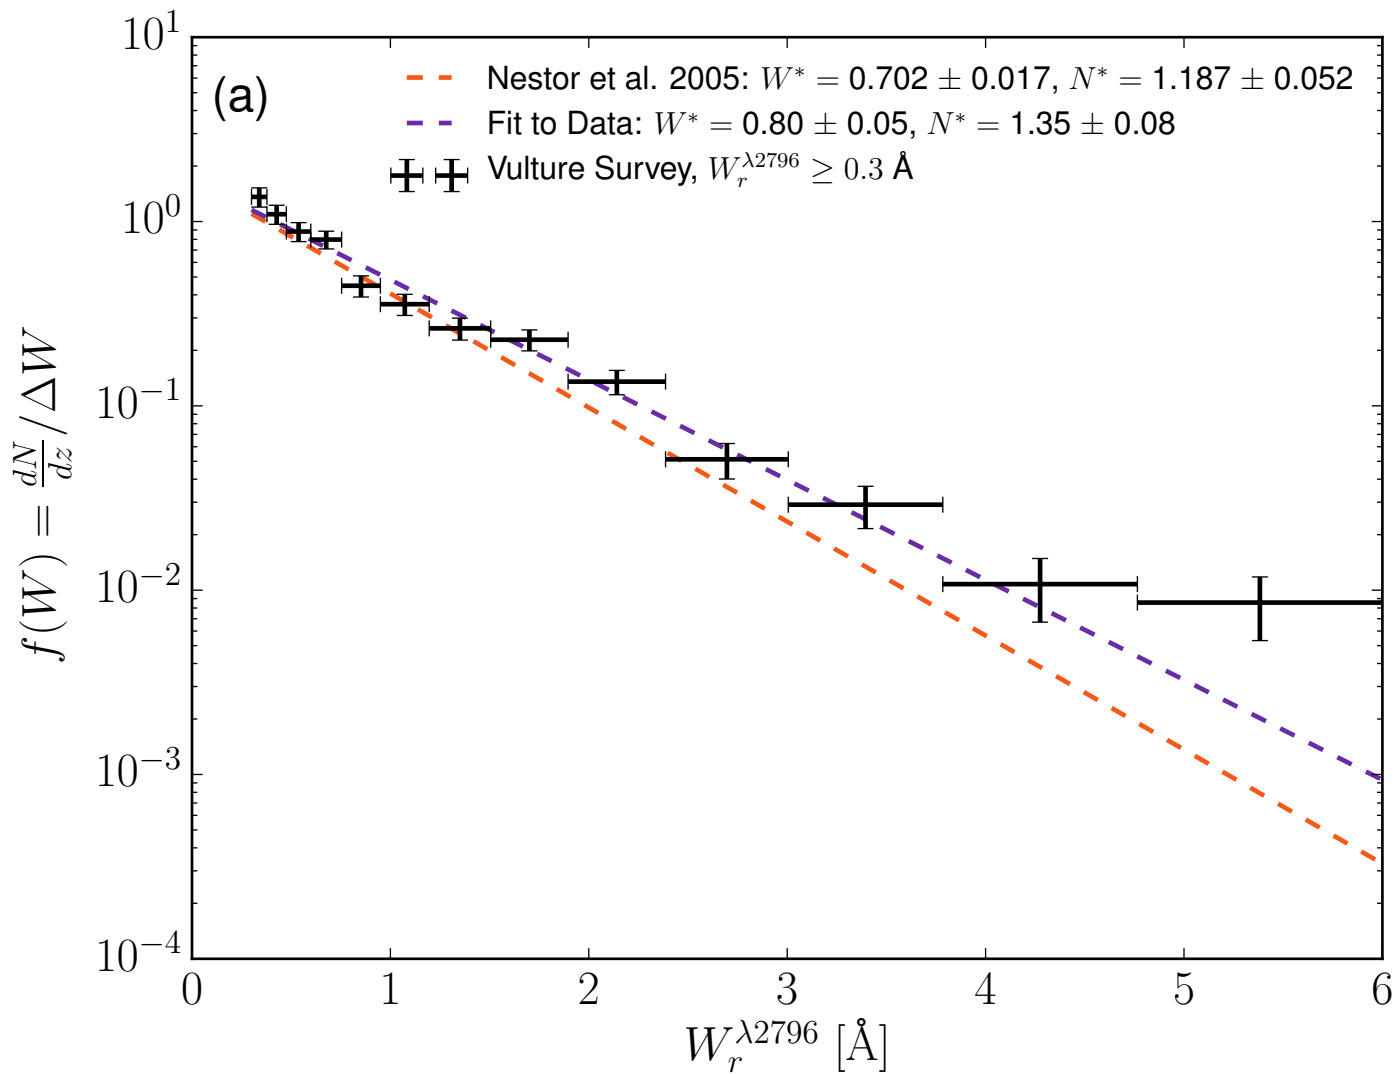 (a)
Nestor et al. 2005: W* = 0.702 ± 0.017, N* = 1.187 ± 0.052
Fit to Data: W* = 0.80 ± 0.05, N* = 1.35 ± 0.08
Vulture Survey, W_r^{λ2796} ≥ 0.3 Å
f(W) = \frac{dN}{dz}/ΔW
10^1
10^0
10^{-1}
10^{-2}
10^{-3}
10^{-4}
0 1 2 3 4 5 6
W_r^{λ2796} [Å]